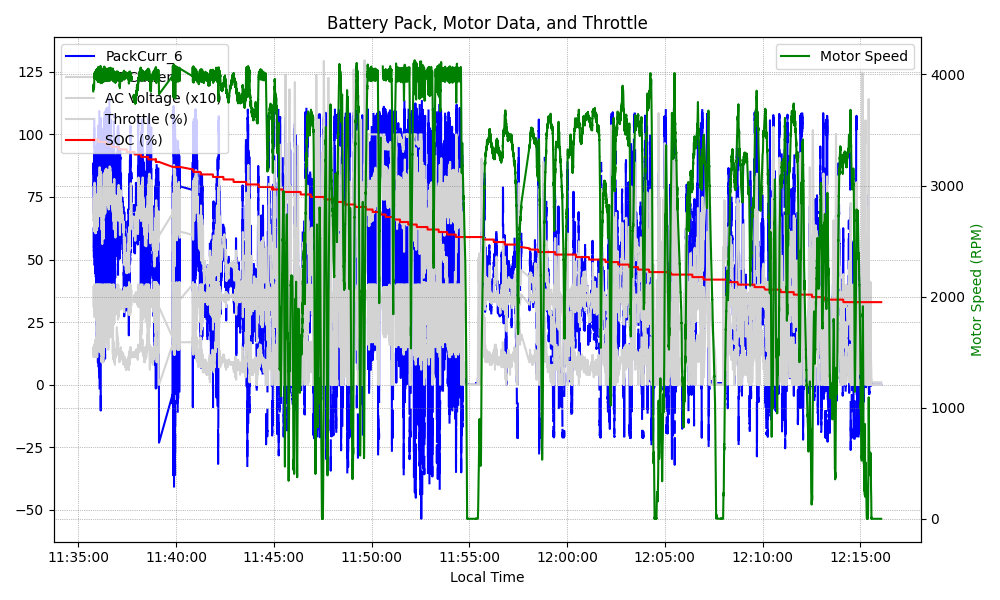 Battery Pack, Motor Data, and Throttle
PackCurr_6
AC Voltage (x10)
Throttle (%)
SOC (%)
Motor Speed
125
100
75
50
25
0
−25
−50
4000
3000
2000
1000
0
Motor Speed (RPM)
11:35:00
11:40:00
11:45:00
11:50:00
11:55:00
12:00:00
12:05:00
12:10:00
12:15:00
Local Time